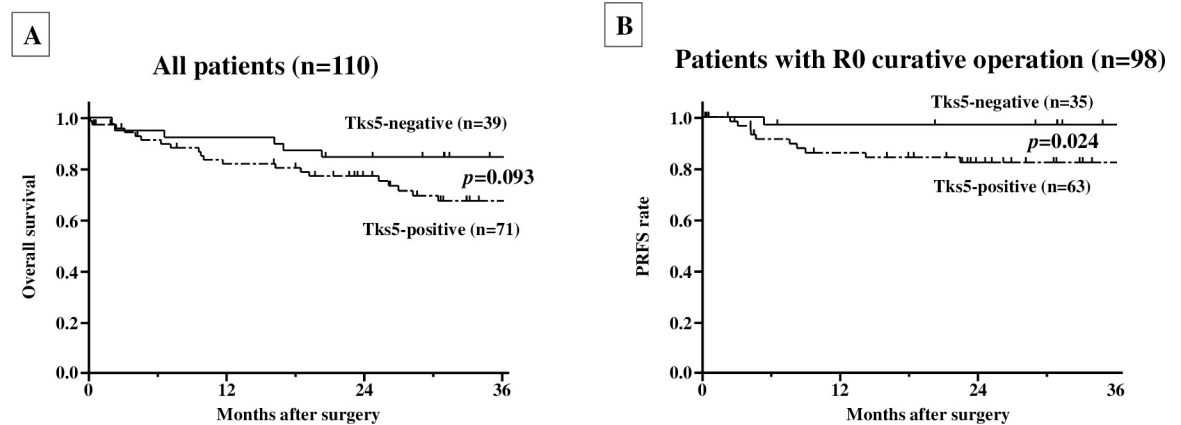 A
All patients (n=110)
1.0
0.8
0.6
0.4
0.2
0.0
Overall survival
Tks5-negative (n=39)
p=0.093
Tks5-positive (n=71)
0
12
24
36
Months after surgery
B
Patients with R0 curative operation (n=98)
1.0
0.8
0.6
0.4
0.2
0.0
PRFS rate
Tks5-negative (n=35)
p=0.024
Tks5-positive (n=63)
0
12
24
36
Months after surgery